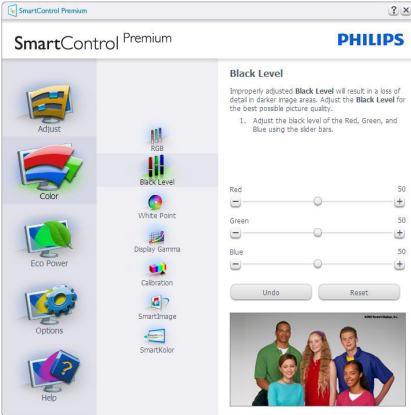 SmartControl Premium
?
SmartControl Premium
PHILIPS
Adjust
Color
Eco Power
Options
Help
RGB
Black Level
White Point
Display Gamma
Calibration
SmartImage
SmartKolor
Black Level
Improperly adjusted Black Level will result in a loss of
detail in darker image areas. Adjust the Black Level for
the best possible picture quality.
1. Adjust the black level of the Red, Green, and
Blue using the slider bars.
Red 50
Green 50
Blue 50
Undo Reset